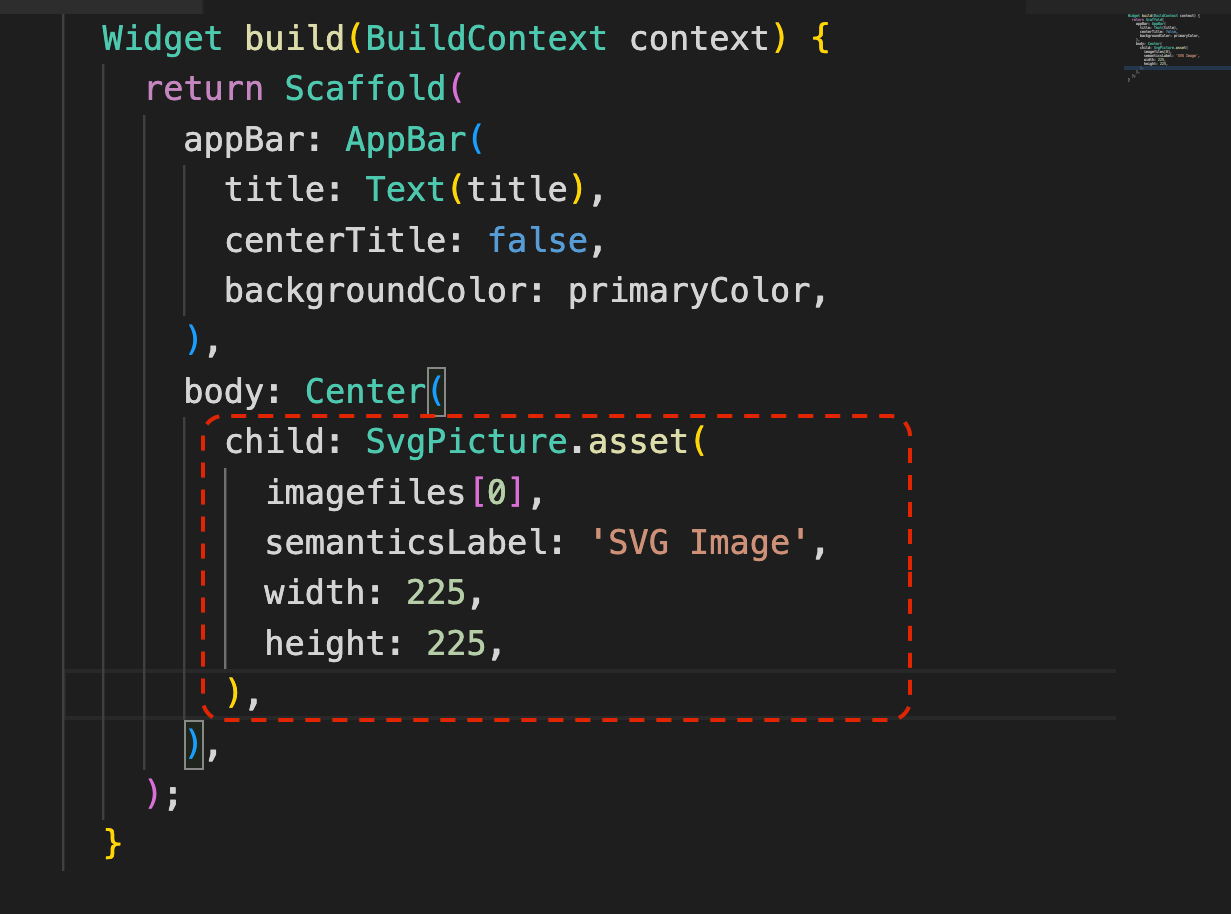 Widget build(BuildContext context) {
  return Scaffold(
    appBar: AppBar(
      title: Text(title),
      centerTitle: false,
      backgroundColor: primaryColor,
    ),
    body: Center(
      child: SvgPicture.asset(
        imagefiles[0],
        semanticsLabel: 'SVG Image',
        width: 225,
        height: 225,
      ),
    ),
  );
}